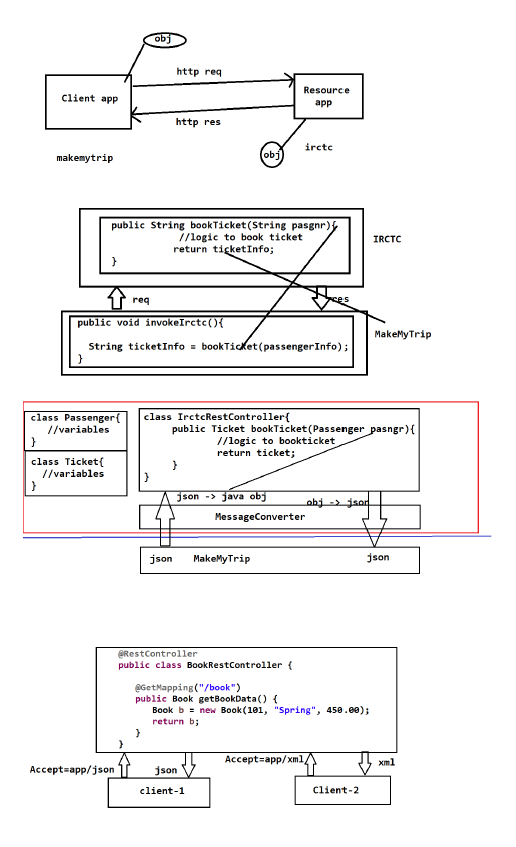 obj
http req
Client app
Resource
app
http res
obj
irctc
makemytrip
public String bookTicket(String pasgnr){
//logic to book ticket
return ticketInfo;
}
IRCTC
req
res
public void invokeIrctc(){
String ticketInfo = bookTicket(passengerInfo);
}
MakeMyTrip
class Passenger{
//variables
}
class Ticket{
//variables
}
class IrctcRestController{
public Ticket bookTicket(Passenger pasngr){
//logic to bookticket
return ticket;
}
}
json -> java obj
obj -> json
MessageConverter
json
MakeMyTrip
json
@RestController
public class BookRestController {
@GetMapping("/book")
public Book getBookData() {
Book b = new Book(101, "Spring", 450.00);
return b;
}
}
Accept=app/json
json
Accept=app/xml
xml
client-1
Client-2